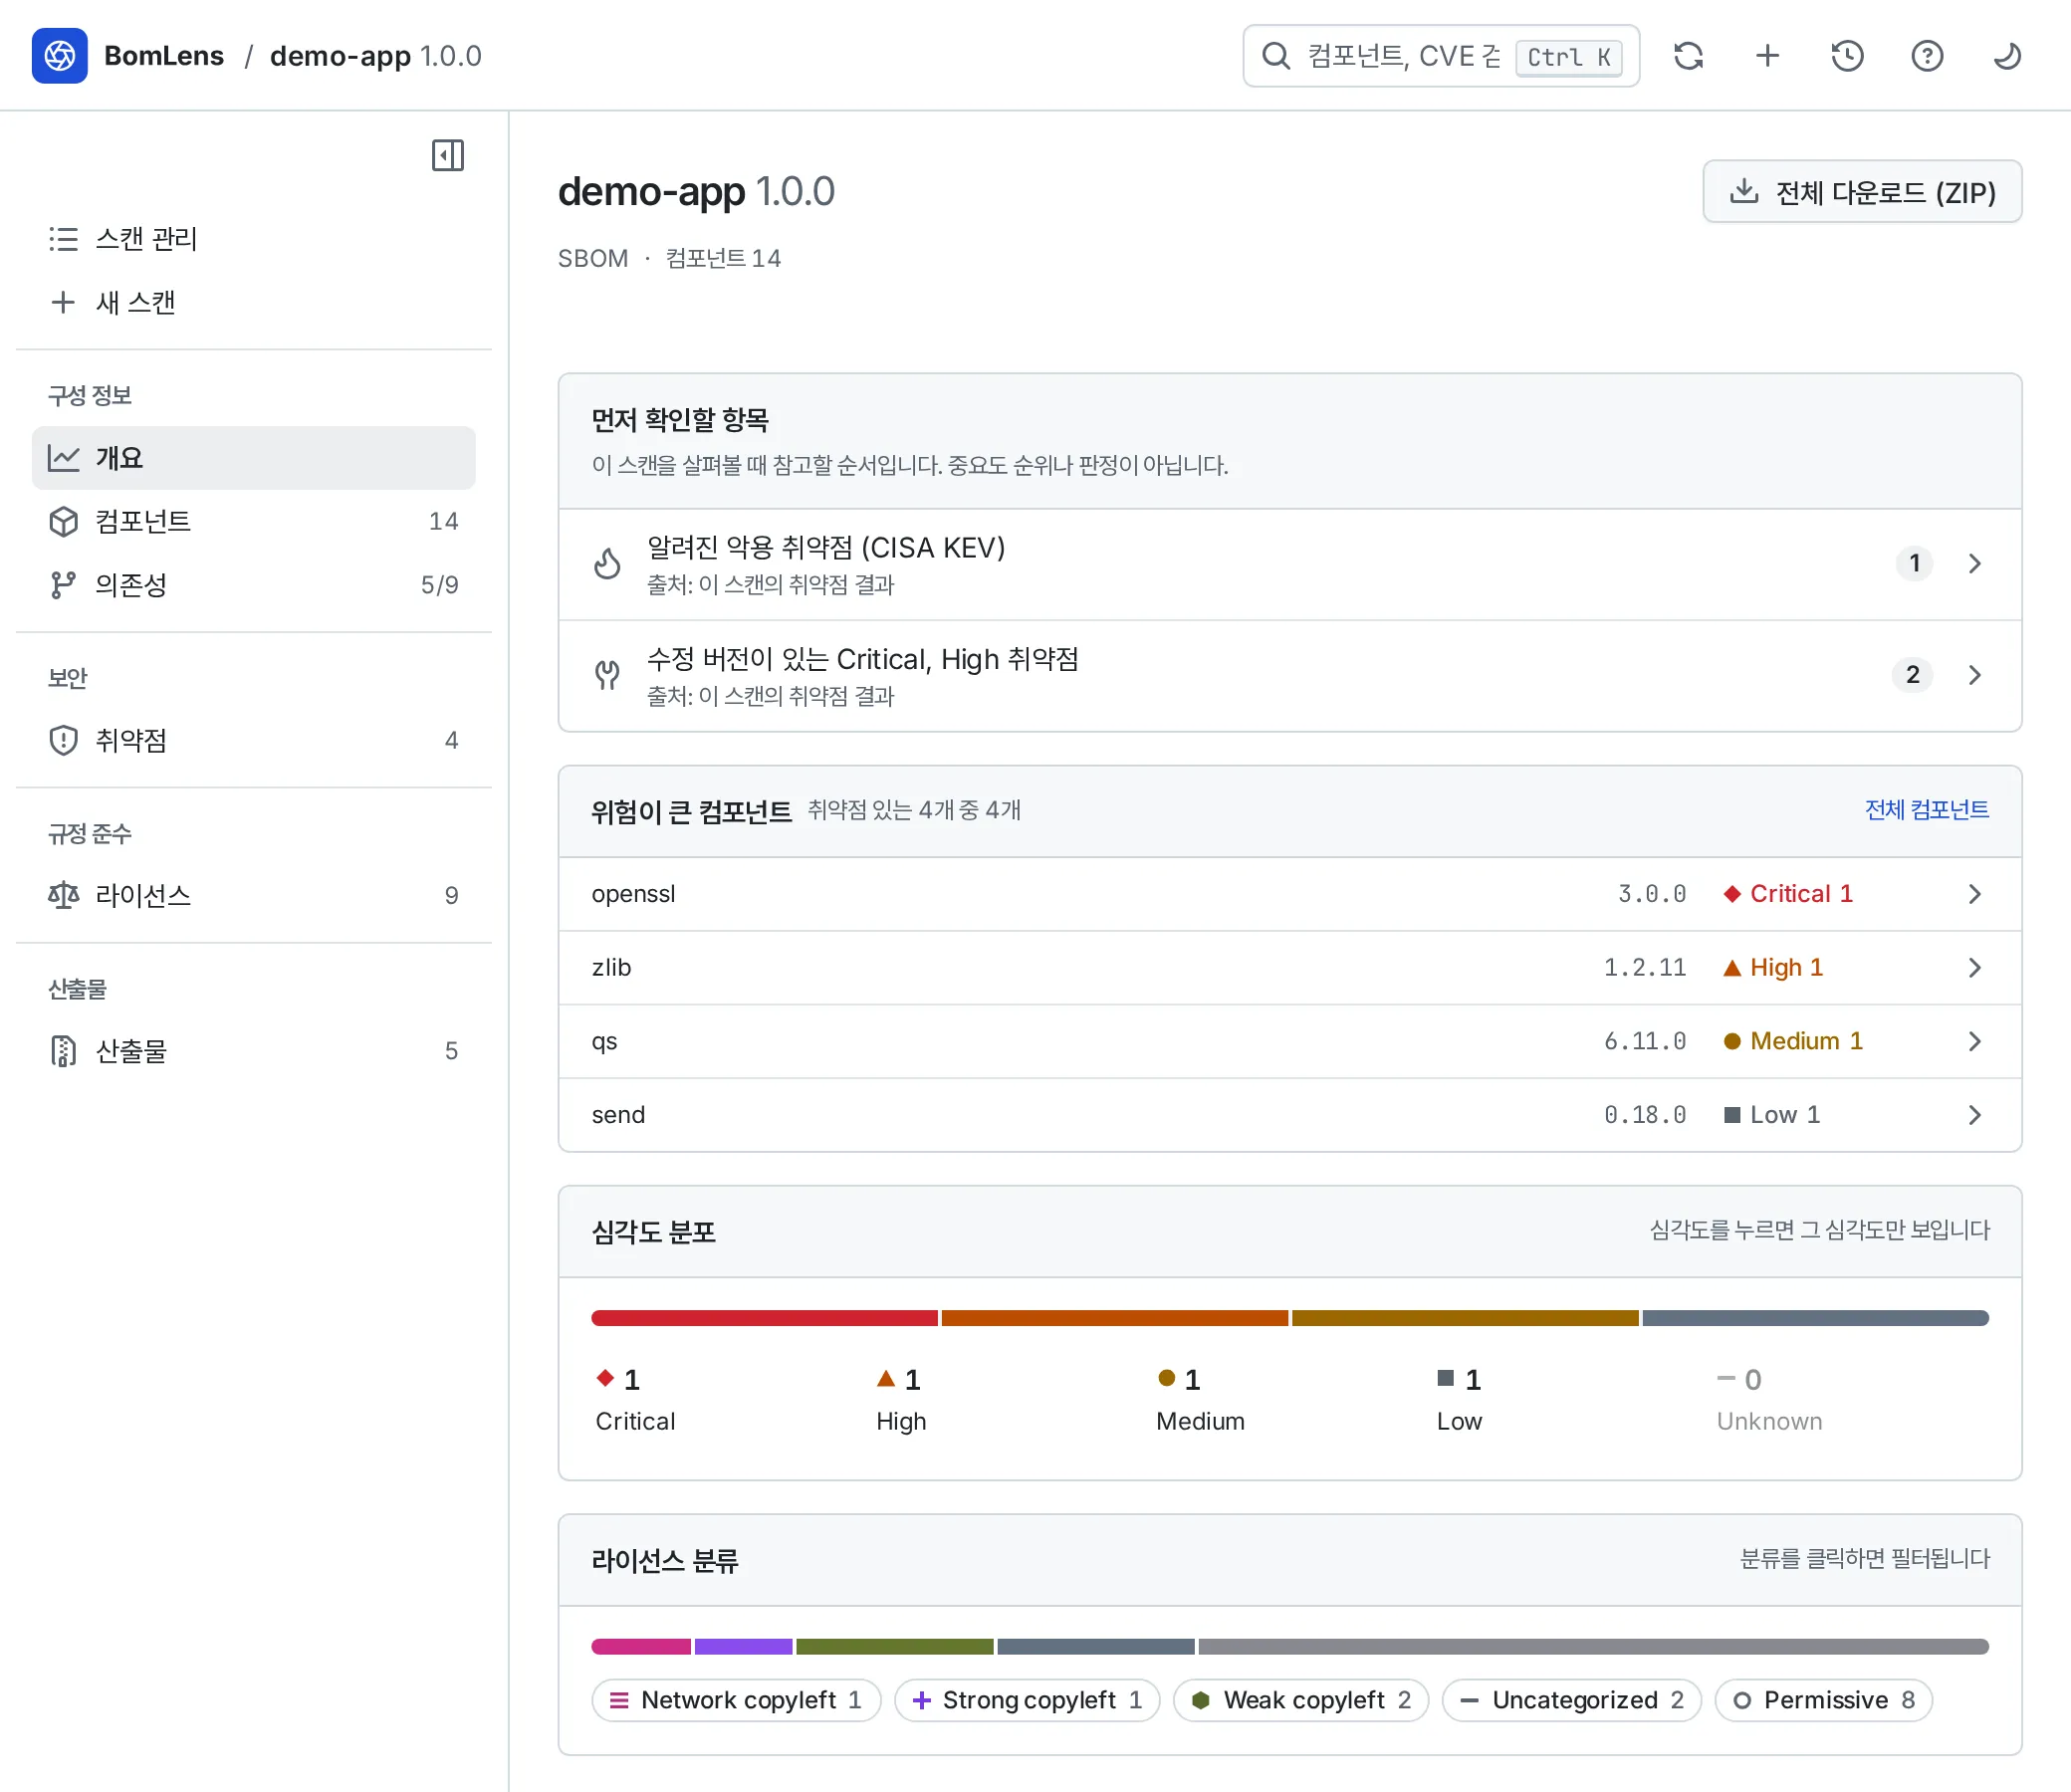 BomLens / demo-app 1.0.0
컴포넌트, CVE 검
Ctrl K
스캔 관리
새 스캔
구성 정보
개요
컴포넌트 14
의존성 5/9
보안
취약점 4
규정 준수
라이선스 9
산출물
산출물 5
demo-app 1.0.0
전체 다운로드 (ZIP)
SBOM · 컴포넌트 14
먼저 확인할 항목
이 스캔을 살펴볼 때 참고할 순서입니다. 중요도 순위나 판정이 아닙니다.
알려진 악용 취약점 (CISA KEV) 1
출처: 이 스캔의 취약점 결과
수정 버전이 있는 Critical, High 취약점 2
출처: 이 스캔의 취약점 결과
위험이 큰 컴포넌트 취약점 있는 4개 중 4개 전체 컴포넌트
openssl 3.0.0 Critical 1
zlib 1.2.11 High 1
qs 6.11.0 Medium 1
send 0.18.0 Low 1
심각도 분포 심각도를 누르면 그 심각도만 보입니다
1 1 1 1 0
Critical High Medium Low Unknown
라이선스 분류 분류를 클릭하면 필터됩니다
Network copyleft 1 Strong copyleft 1 Weak copyleft 2 Uncategorized 2 Permissive 8